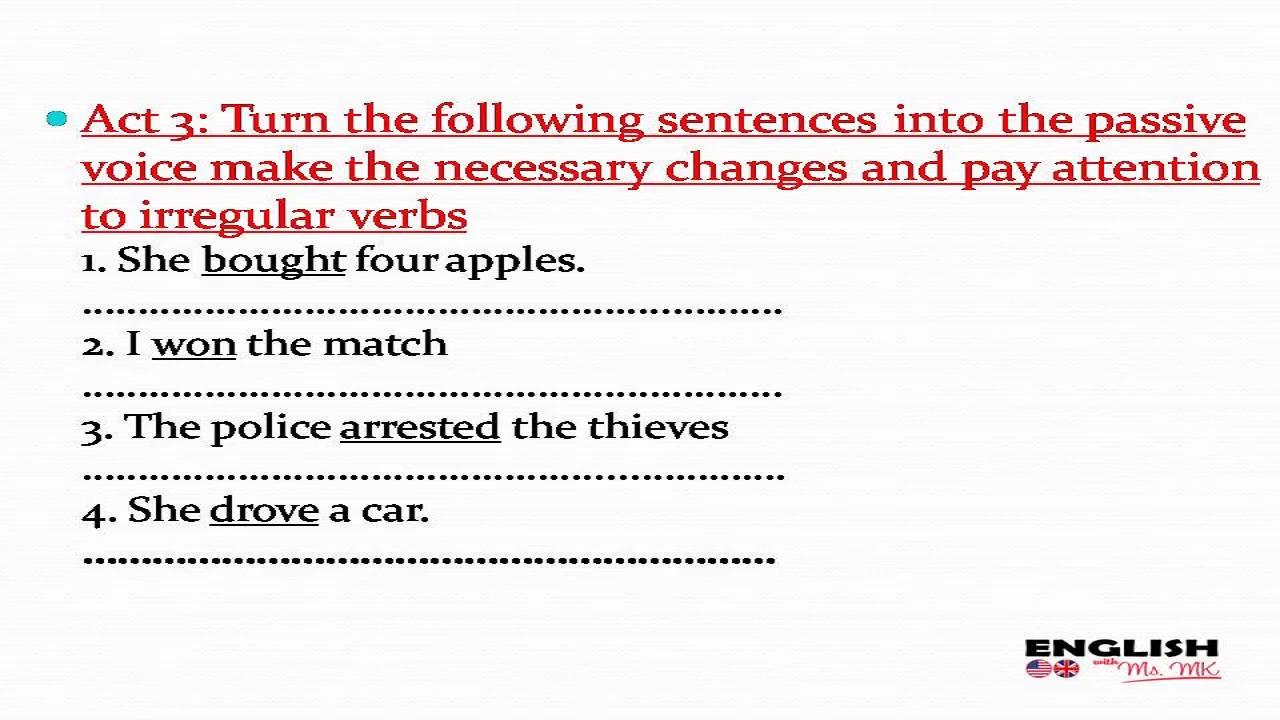 • Act 3: Turn the following sentences into the passive
voice make the necessary changes and pay attention
to irregular verbs
1. She bought four apples.
……………………………………………………..
2. I won the match
……………………………………………………..
3. The police arrested the thieves
……………………………………………………..
4. She drove a car.
……………………………………………………..
ENGLISH
with Ms. MK